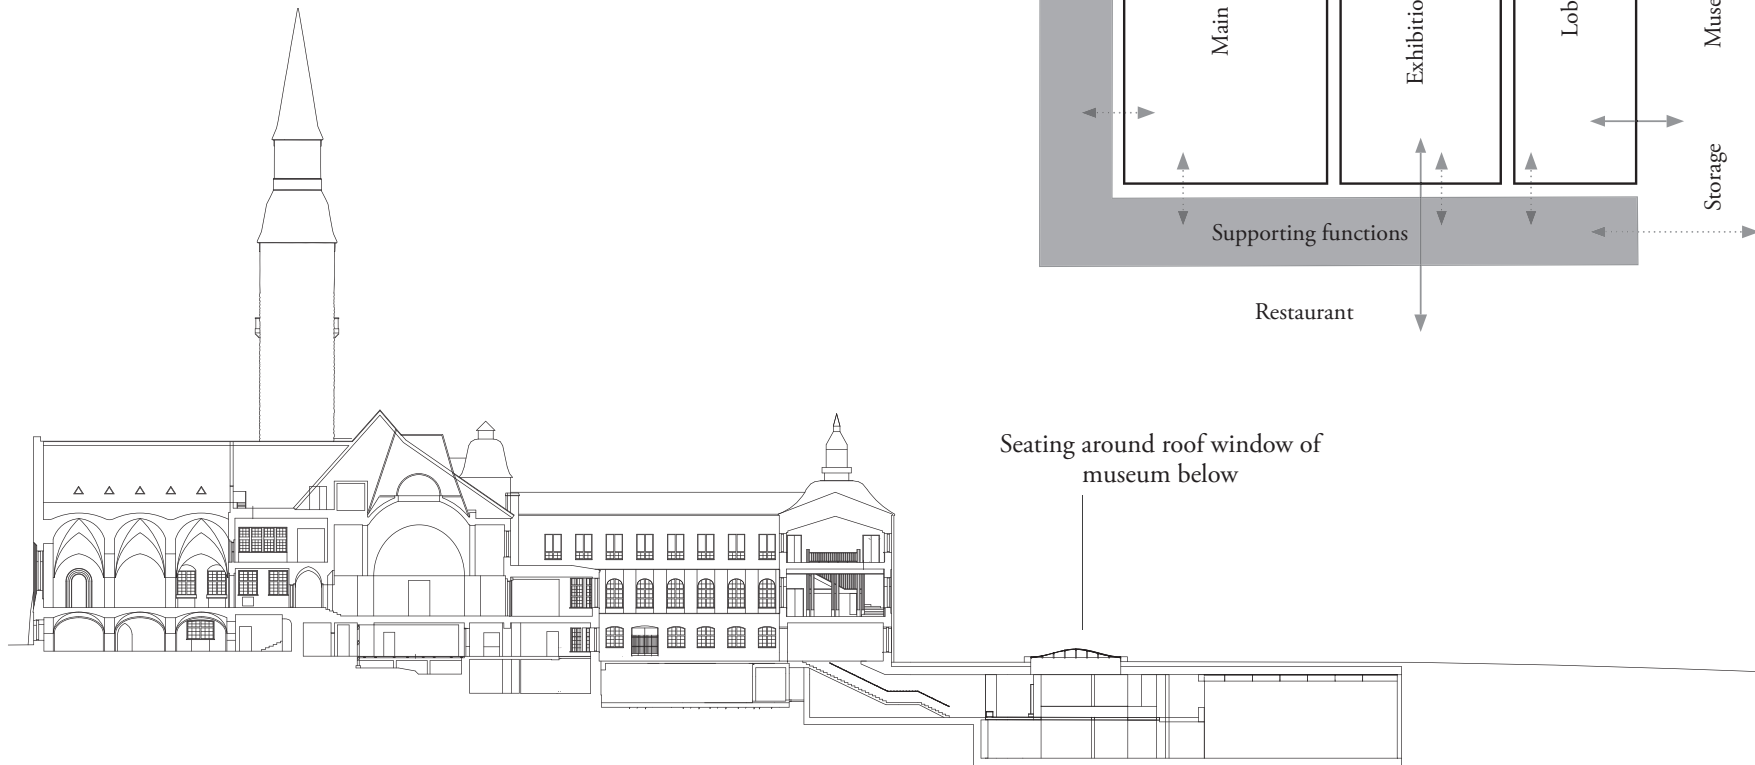 Main
Exhibitio
Lob
Muse
Storage
Supporting functions
Restaurant
Seating around roof window of
museum below